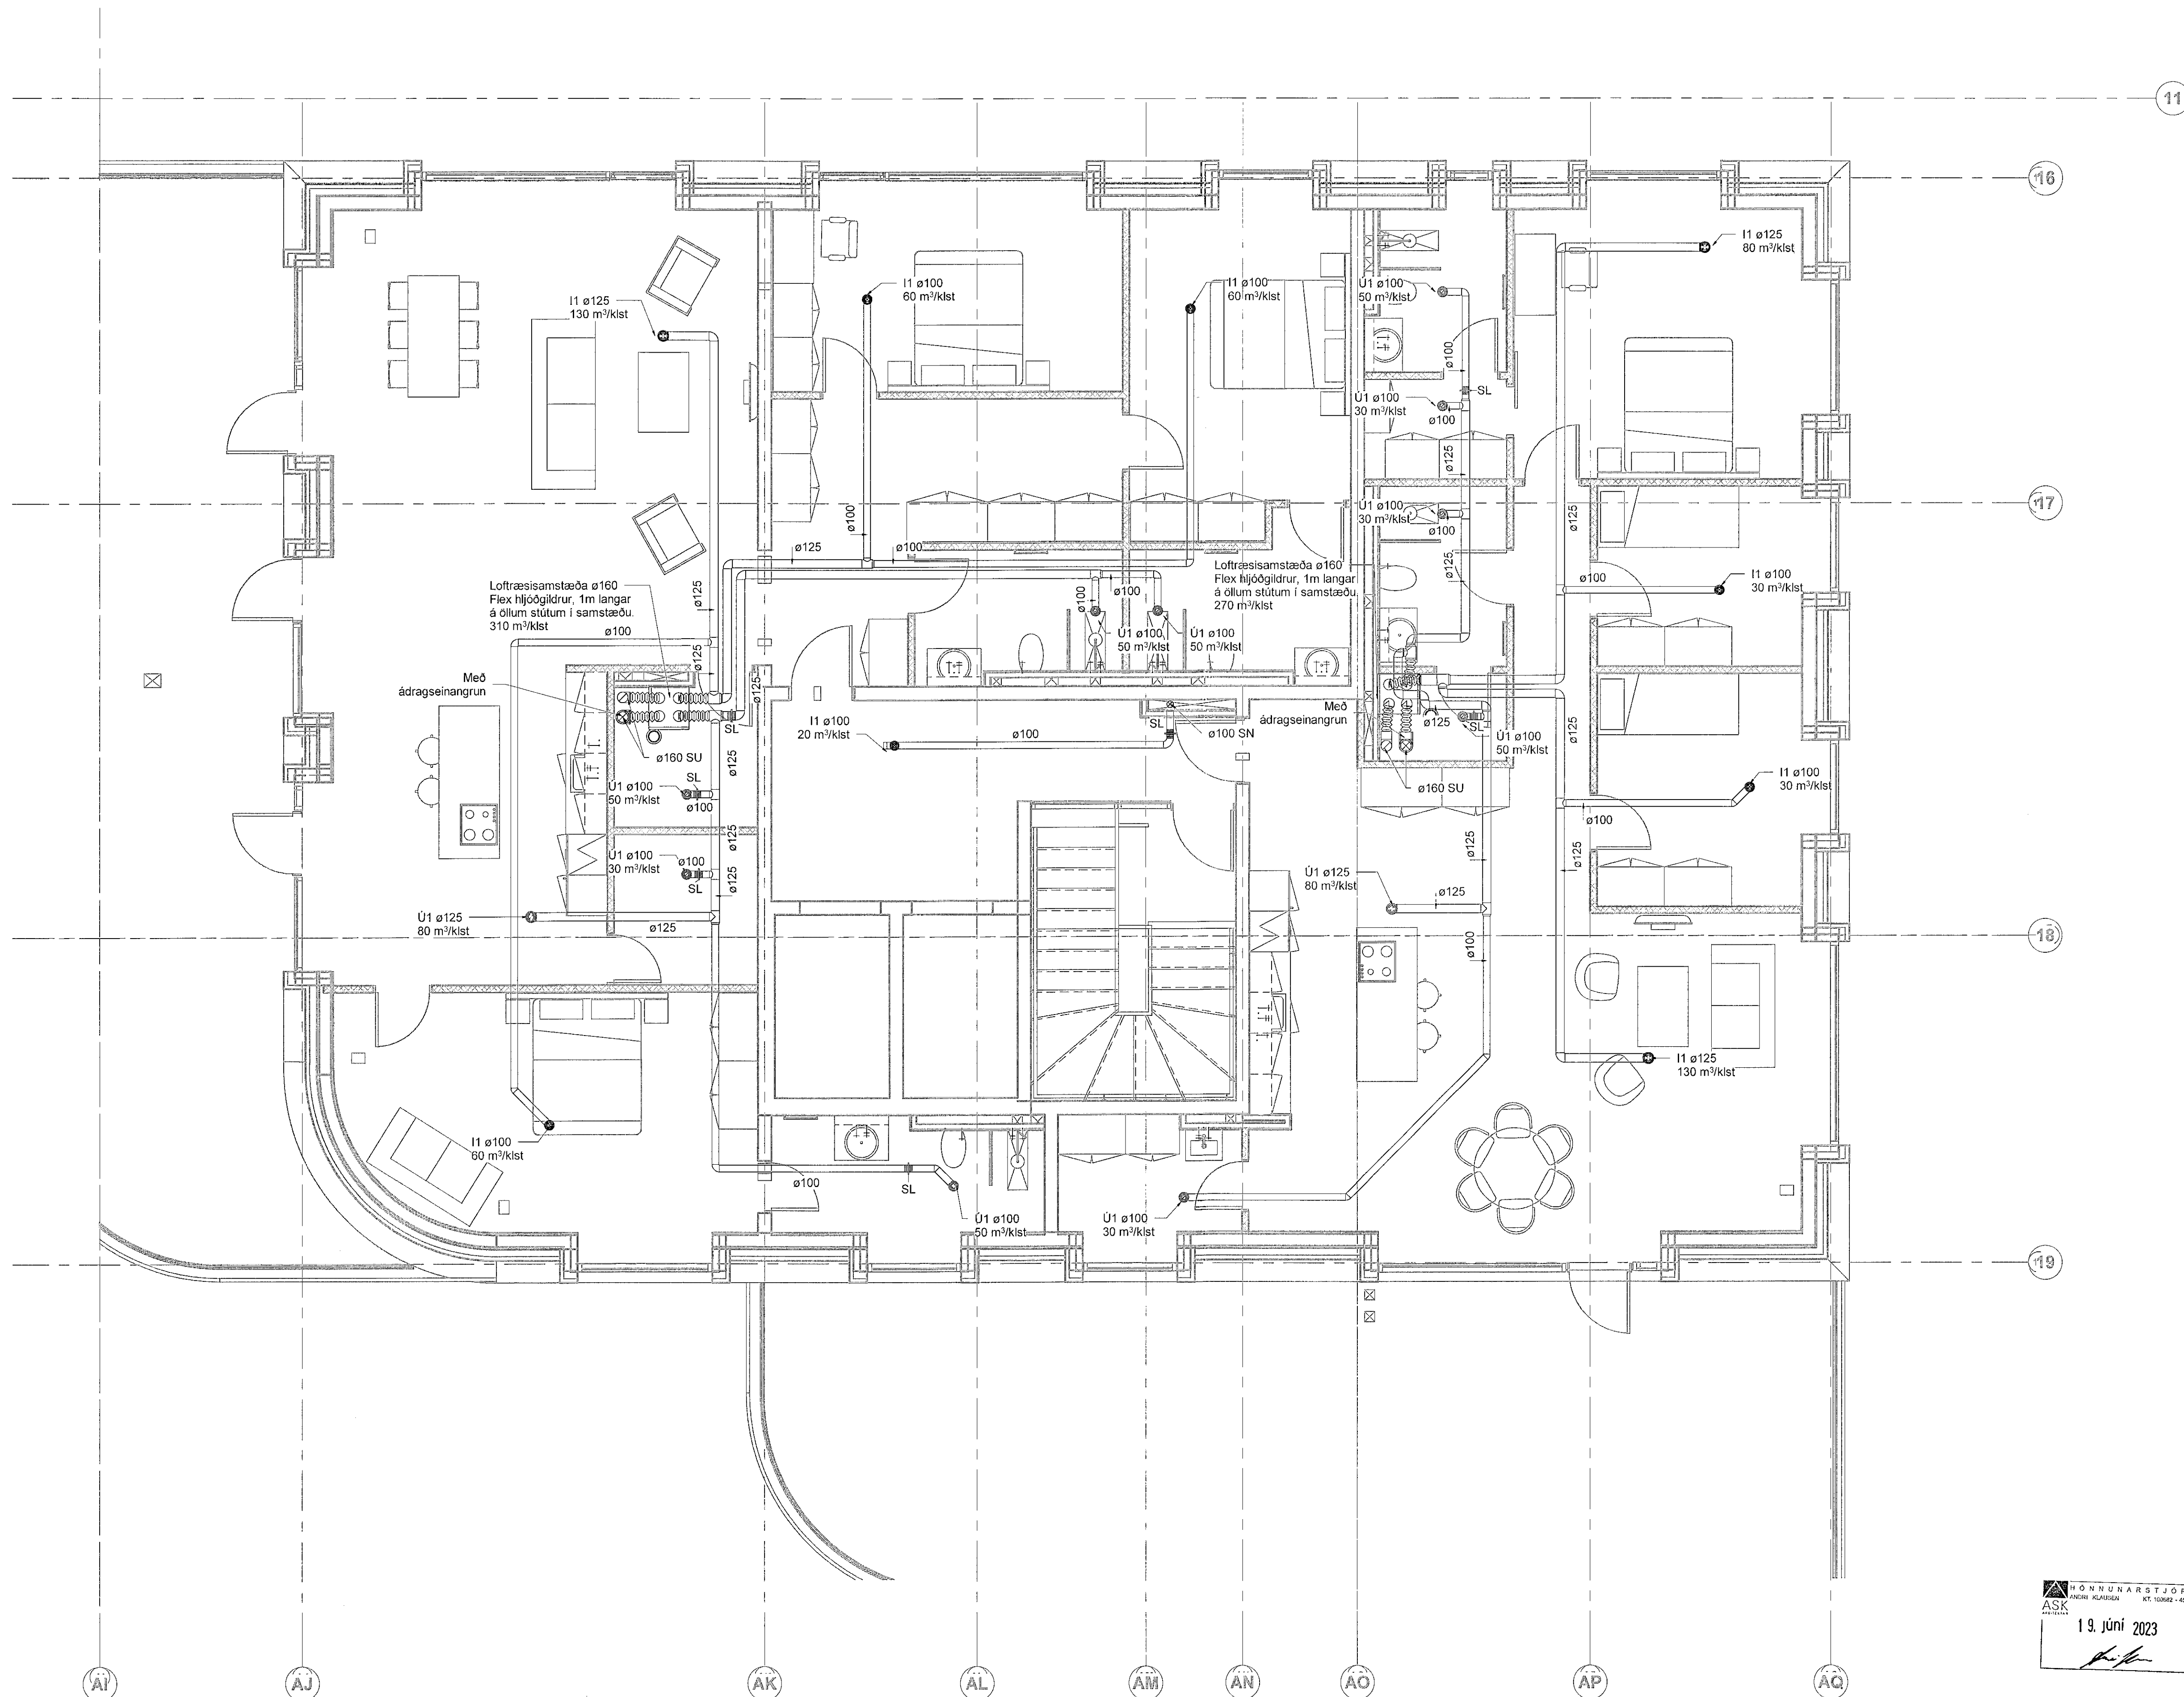 11
16
I1 ø125
80 m³/klst
I1 ø100
60 m³/klst
I1 ø100
60 m³/klst
Ú1 ø100
50 m³/klst
I1 ø125
130 m³/klst
ø100
SL
Ú1 ø100
30 m³/klst
ø100
ø125
17
Ú1 ø100
30 m³/klst
ø100
ø125
ø100
ø125
ø100
ø125
Loftræsisamstæða ø160
Flex hljóðgildrur, 1m langar
á öllum stútum í samstæðu.
310 m³/klst
Loftræsisamstæða ø160
Flex hljóðgildrur, 1m langar
á öllum stútum í samstæðu.
270 m³/klst
ø125
ø100
ø100
ø100
I1 ø100
30 m³/klst
ø100
Ú1 ø100
50 m³/klst
Ú1 ø100
50 m³/klst
ø125
ø125
Með
ádragseinangrun
SL
I1 ø100
20 m³/klst
ø100
SL
ø100 SN
Með
ádragseinangrun
ø125
SL
Ú1 ø100
50 m³/klst
ø125
ø160 SU
ø125
SL
Ú1 ø100
50 m³/klst
ø100
ø160 SU
I1 ø100
30 m³/klst
ø100
ø125
ø125
ø125
Ú1 ø100
30 m³/klst
ø100
SL
ø125
Ú1 ø125
80 m³/klst
ø125
Ú1 ø125
80 m³/klst
ø125
ø100
18
I1 ø125
130 m³/klst
I1 ø100
60 m³/klst
ø100
SL
Ú1 ø100
50 m³/klst
Ú1 ø100
30 m³/klst
19
ASK
ARKITEKTAR
HÖNNUNARSTJÓR
ANDRI KLAUSEN
19. júní 2023
AI
AJ
AK
AL
AM
AN
AO
AP
AQ